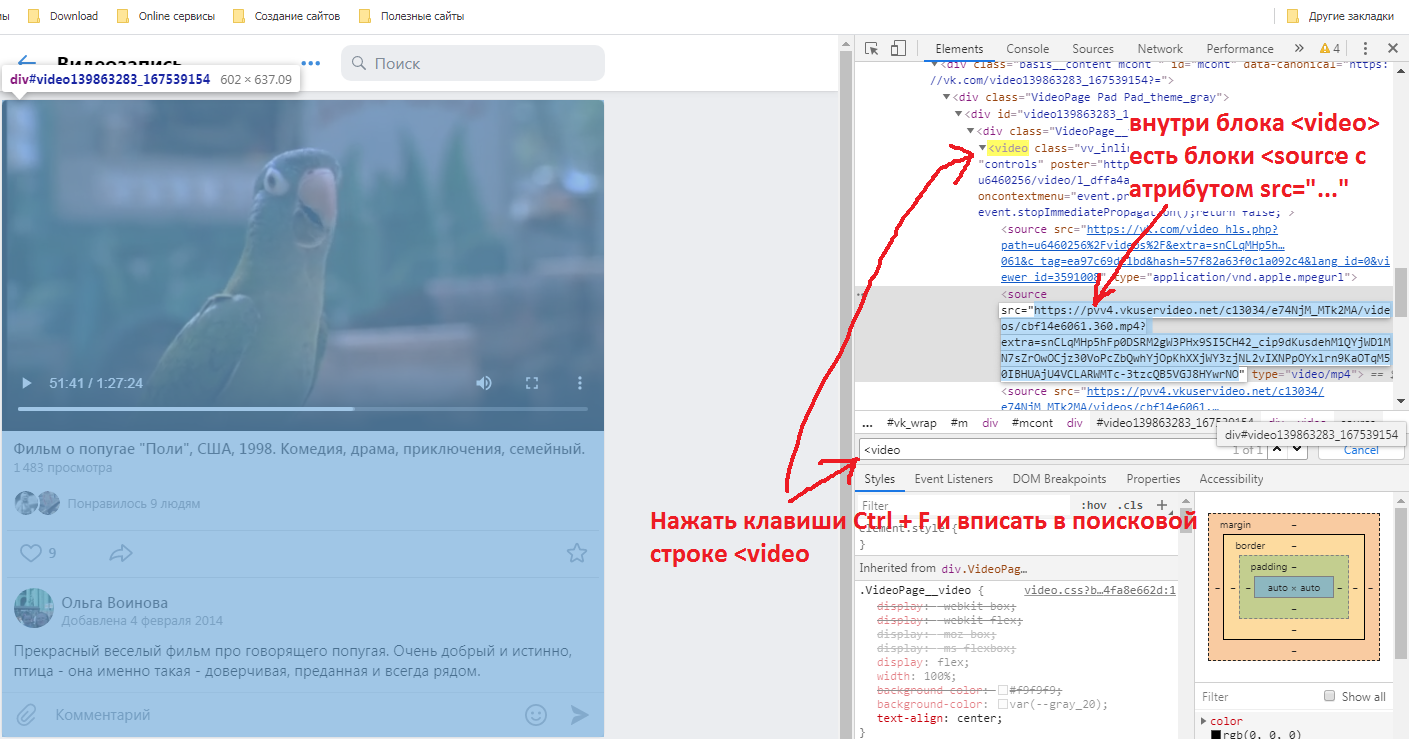 Download
Online сервисы
Создание сайтов
Полезные сайты
Другие закладки
Видеозапись
Поиск
div#video139863283_167539154 602 × 637.09
51:41 / 1:27:24
Фильм о попугае "Поли", США, 1998. Комедия, драма, приключения, семейный.
1 483 просмотра
Понравилось 9 людям
9
Ольга Воинова
Добавлена 4 февраля 2014
Прекрасный веселый фильм про говорящего попугая. Очень добрый и истинно,
птица - она именно такая - доверчивая, преданная и всегда рядом.
Комментарий
Elements Console Sources Network Performance » 4
<div class="basis__content mcont " id="mcont" data-canonical="https:
//vk.com/video139863283_167539154?=">
<div class="VideoPage Pad Pad_theme_gray">
<div id="video139863283_1
<div class="VideoPage__
<video class="vv_inli
"controls" poster="http
u6460256/video/l_dffa4a
oncontextmenu="event.pr
event.stopImmediatePropagation();return false;">
<source src="https://vk.com/video_hls.php?
path=u6460256%2Fvideos%2F&extra=snCLqMHp5h…
type="application/vnd.apple.mpegurl">
<source
src="https://pvv4.vkuservideo.net/c13034/e74NjM_MTk2MA/vide
os/cbf14e6061.360.mp4?
extra=snCLqMHp5hFp0DSRM2gW3PHx9SI5CH42_cip9dKusdehM1QYjWD1M
N7sZrOwOCjz30VoPcZbQwhYjOpKhXXjWY3zjNL2vIXNPpOYxlrn9KaOTqM5
0IBHUAjU4VCLARWMTc-3tzcQB5VGJ8HYwrNO" type="video/mp4"> ==
<source src="https://pvv4.vkuservideo.net/c13034/
e74NjM_MTk2MA/videos/cbf14e6061.…
внутри блока <video>
есть блоки <source с
атрибутом src="..."
... #vk_wrap #m div #mcont div #video139863283_167539154 div video source
div#video139863283_167539154
<video 1 of 1 Cancel
Styles Event Listeners DOM Breakpoints Properties Accessibility
Filter :hov .cls +
Нажать клавиши Ctrl + F и вписать в поисковой
строке <video
element.style {
}
Inherited from div.VideoPag…
.VideoPage__video { video.css?b…4fa8e662d:1
display: -webkit-box;
display: -webkit-flex;
display: -moz-box;
display: -ms-flexbox;
display: flex;
width: 100%;
background-color: #f9f9f9;
background-color: var(--gray_20);
text-align: center;
}
margin –
border –
padding –
– – – auto × auto – – –
–
–
–
Filter Show all
color
rgb(0, 0, 0)